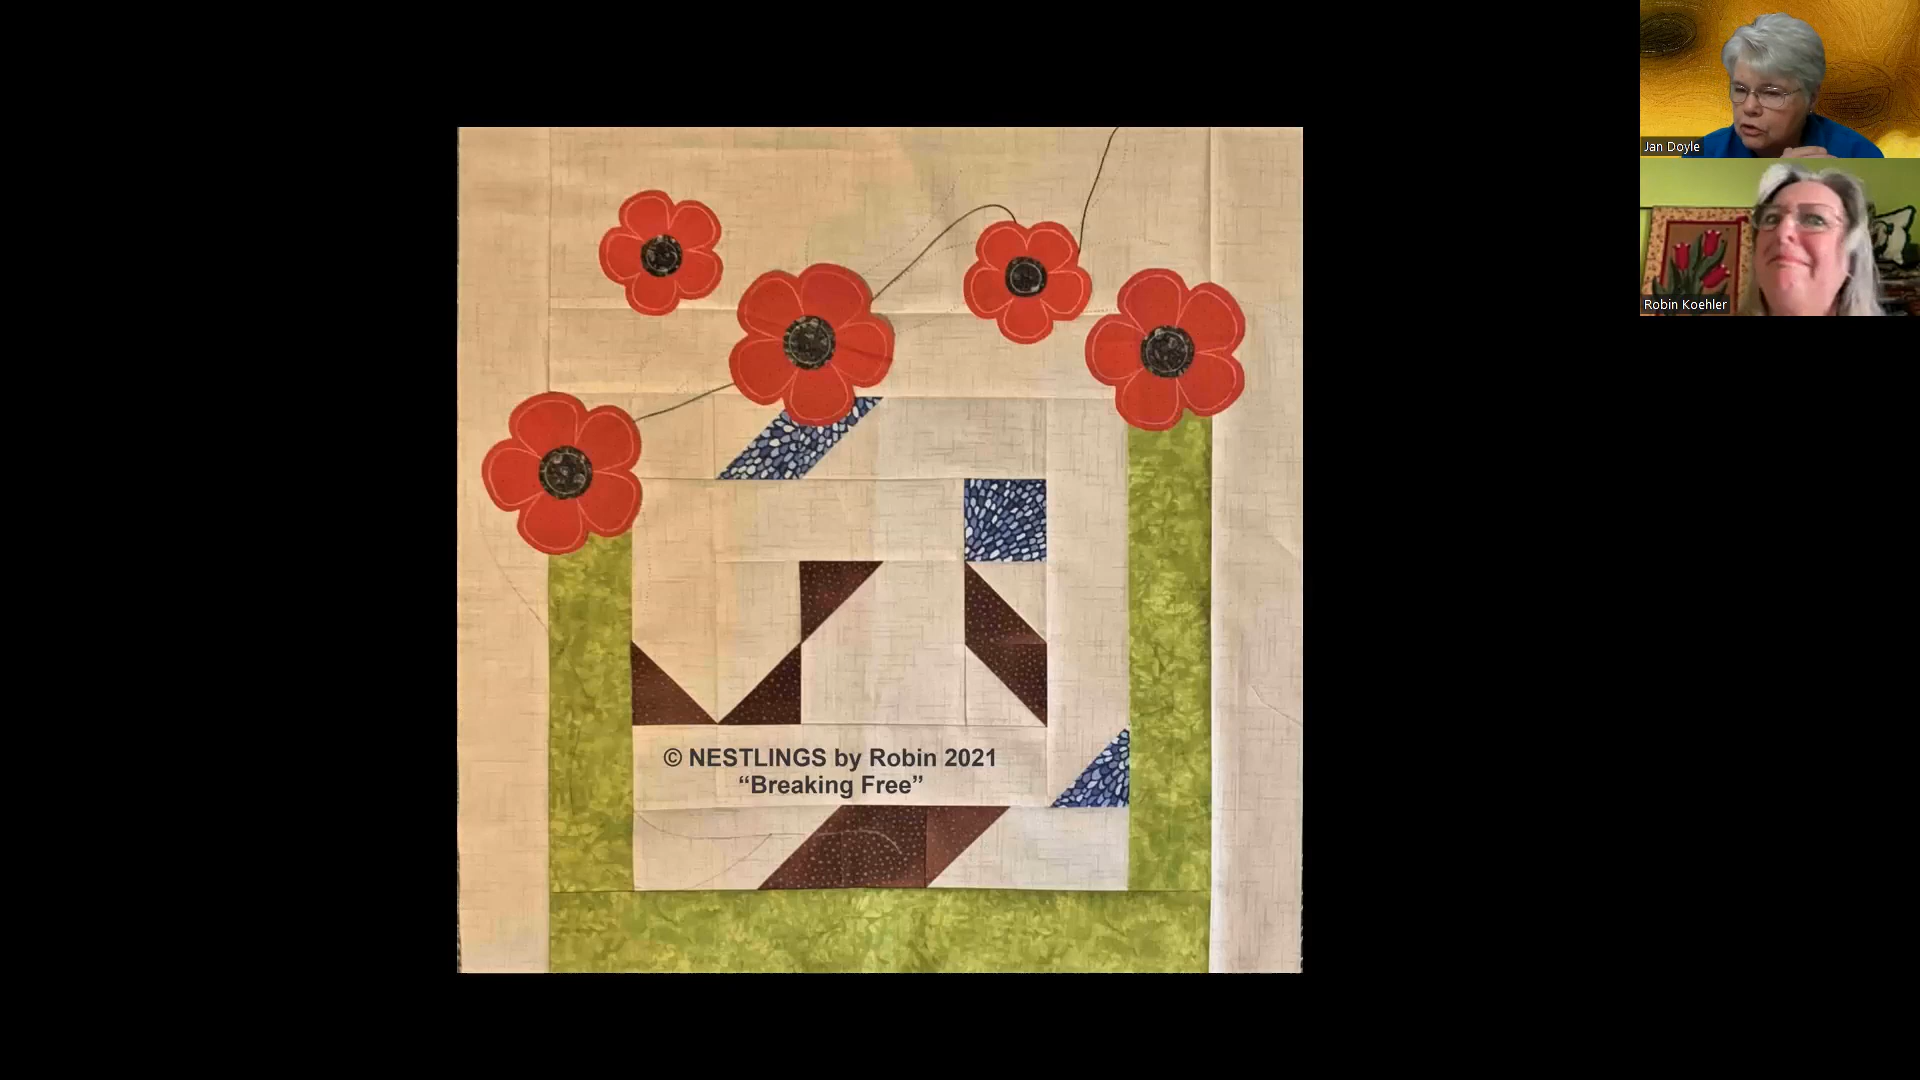 Jan Doyle
Robin Koehler
© NESTLINGS by Robin 2021
“Breaking Free”